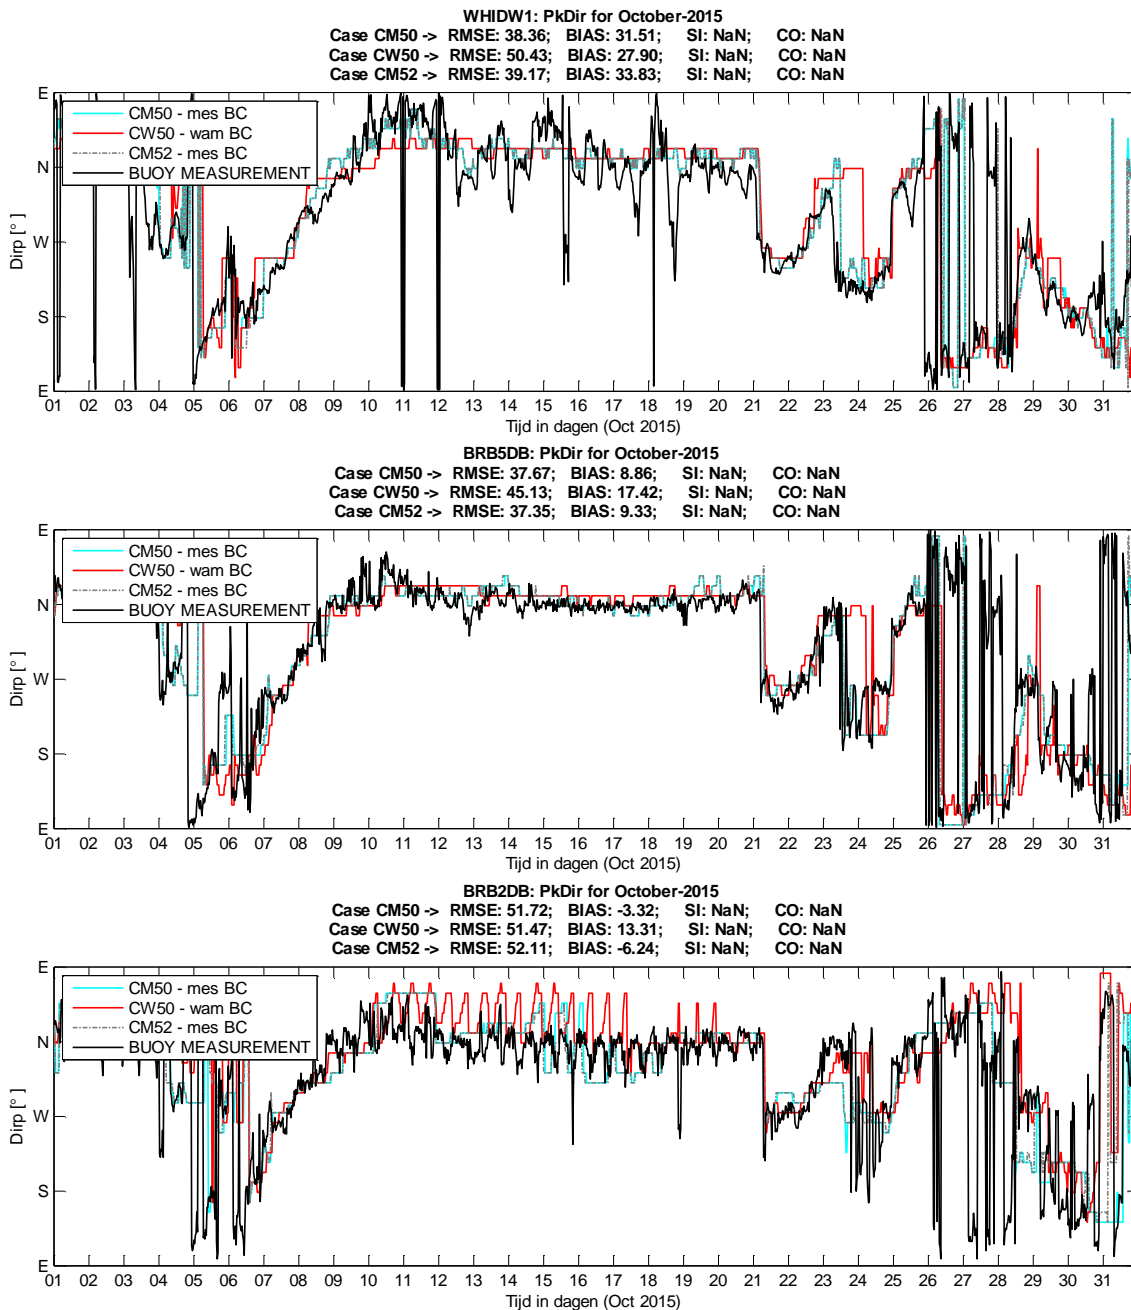 WHIDW1: PkDir for October-2015
Case CM50 -> RMSE: 38.36; BIAS: 31.51; SI: NaN; CO: NaN
Case CW50 -> RMSE: 50.43; BIAS: 27.90; SI: NaN; CO: NaN
Case CM52 -> RMSE: 39.17; BIAS: 33.83; SI: NaN; CO: NaN
CM50 - mes BC
CW50 - wam BC
CM52 - mes BC
BUOY MEASUREMENT
E
N
W
S
E
Dirp [ ° ]
01 02 03 04 05 06 07 08 09 10 11 12 13 14 15 16 17 18 19 20 21 22 23 24 25 26 27 28 29 30 31
Tijd in dagen (Oct 2015)
BRB5DB: PkDir for October-2015
Case CM50 -> RMSE: 37.67; BIAS: 8.86; SI: NaN; CO: NaN
Case CW50 -> RMSE: 45.13; BIAS: 17.42; SI: NaN; CO: NaN
Case CM52 -> RMSE: 37.35; BIAS: 9.33; SI: NaN; CO: NaN
CM50 - mes BC
CW50 - wam BC
CM52 - mes BC
BUOY MEASUREMENT
E
N
W
S
E
Dirp [ ° ]
01 02 03 04 05 06 07 08 09 10 11 12 13 14 15 16 17 18 19 20 21 22 23 24 25 26 27 28 29 30 31
Tijd in dagen (Oct 2015)
BRB2DB: PkDir for October-2015
Case CM50 -> RMSE: 51.72; BIAS: -3.32; SI: NaN; CO: NaN
Case CW50 -> RMSE: 51.47; BIAS: 13.31; SI: NaN; CO: NaN
Case CM52 -> RMSE: 52.11; BIAS: -6.24; SI: NaN; CO: NaN
CM50 - mes BC
CW50 - wam BC
CM52 - mes BC
BUOY MEASUREMENT
E
N
W
S
E
Dirp [ ° ]
01 02 03 04 05 06 07 08 09 10 11 12 13 14 15 16 17 18 19 20 21 22 23 24 25 26 27 28 29 30 31
Tijd in dagen (Oct 2015)